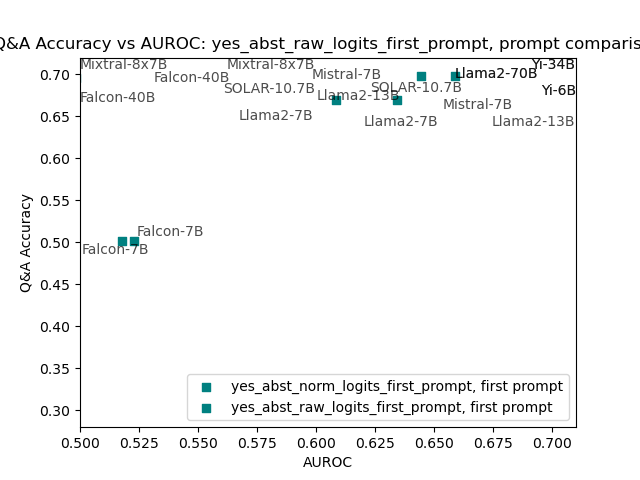 Q&A Accuracy vs AUROC: yes_abst_raw_logits_first_prompt, prompt comparis
Mixtral-8x7B
Mixtral-8x7B
Yi-34B
Falcon-40B
Mistral-7B
Llama2-70B
SOLAR-10.7B
SOLAR-10.7B
Yi-6B
Falcon-40B
Llama2-13B
Mistral-7B
Llama2-7B
Llama2-7B
Llama2-13B
Falcon-7B
Falcon-7B
0.70
0.65
0.60
0.55
0.50
0.45
0.40
0.35
0.30
Q&A Accuracy
yes_abst_norm_logits_first_prompt, first prompt
yes_abst_raw_logits_first_prompt, first prompt
0.500 0.525 0.550 0.575 0.600 0.625 0.650 0.675 0.700
AUROC